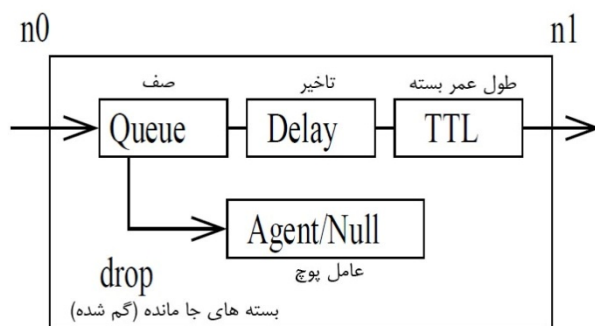 n0
n1
صف
تاخیر
طول عمر بسته
Queue
Delay
TTL
Agent/Null
عامل پوچ
drop
بسته های جا مانده (گم شده)